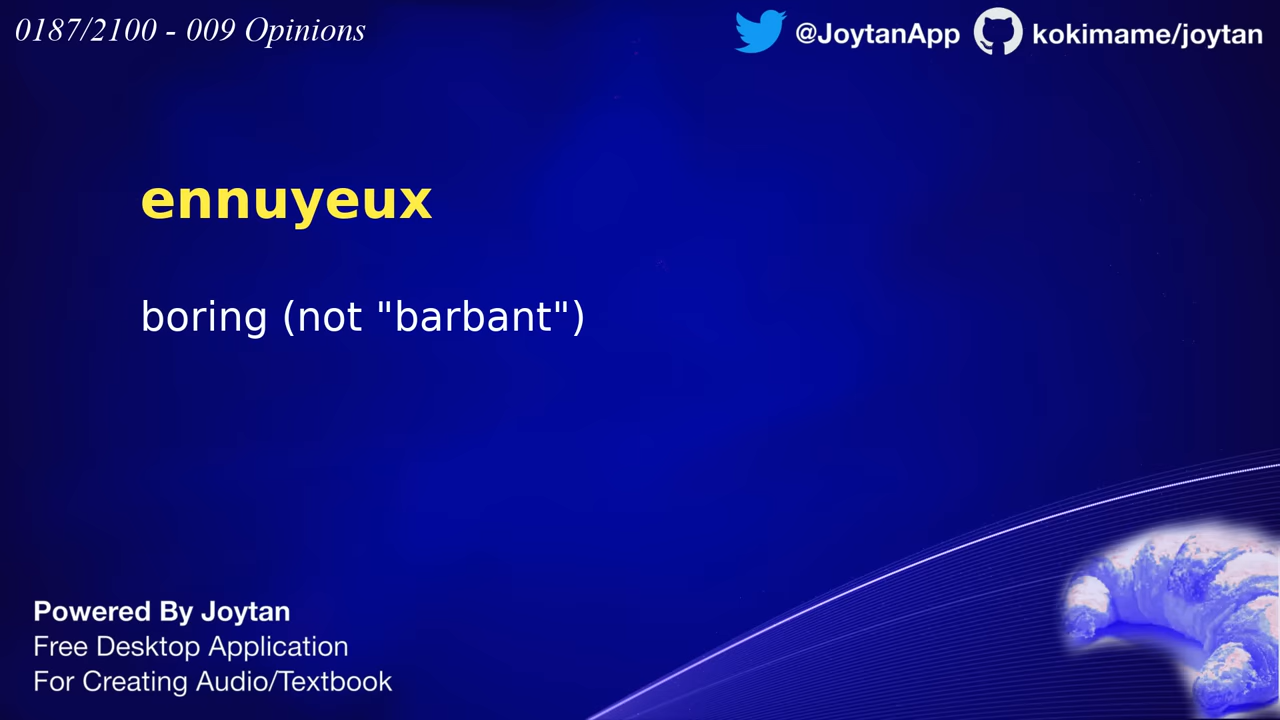 0187/2100 - 009 Opinions
@JoytanApp
kokimame/joytan
ennuyeux
boring (not "barbant")
Powered By Joytan
Free Desktop Application
For Creating Audio/Textbook